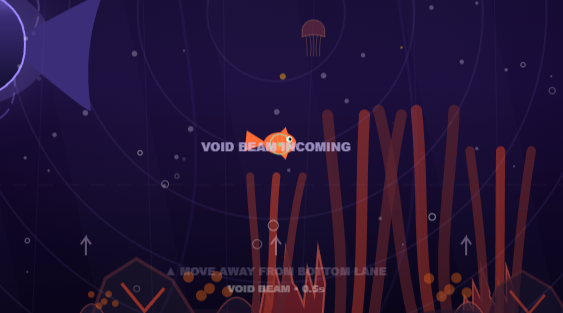 VOID BEAM INCOMING
▲ MOVE AWAY FROM BOTTOM LANE
VOID BEAM • 0.5s